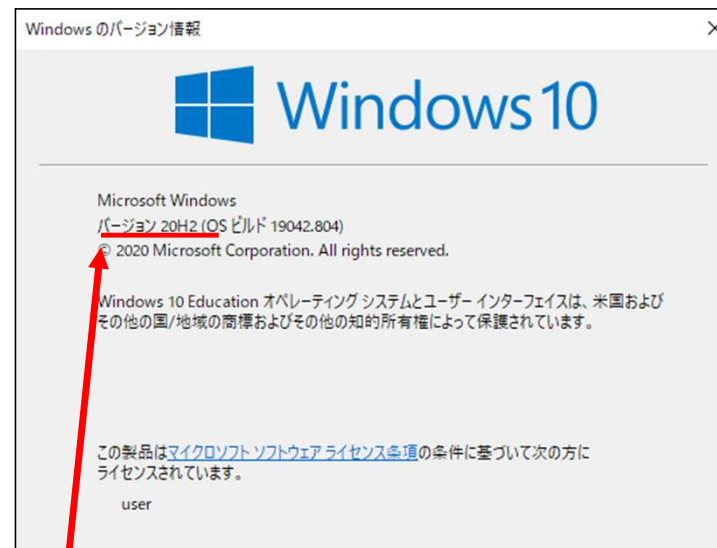 Windows のバージョン情報
Windows 10
Microsoft Windows
バージョン 20H2 (OS ビルド 19042.804)
© 2020 Microsoft Corporation. All rights reserved.
Windows 10 Education オペレーティング システムとユーザー インターフェイスは、米国および
その他の国/地域の商標およびその他の知的所有権によって保護されています。
この製品はマイクロソフト ソフトウェア ライセンス条項の条件に基づいて次の方に
ライセンスされています。
user